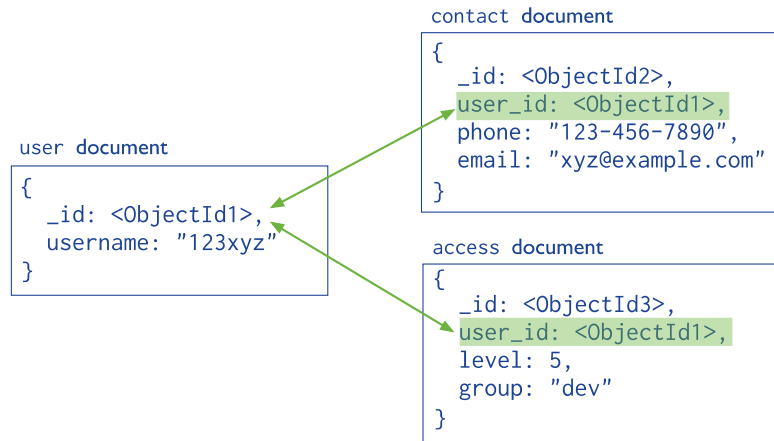 user document
{
_id: <ObjectId1>,
username: "123xyz"
}
contact document
{
_id: <ObjectId2>,
user_id: <ObjectId1>,
phone: "123-456-7890",
email: "xyz@example.com"
}
access document
{
_id: <ObjectId3>,
user_id: <ObjectId1>,
level: 5,
group: "dev"
}